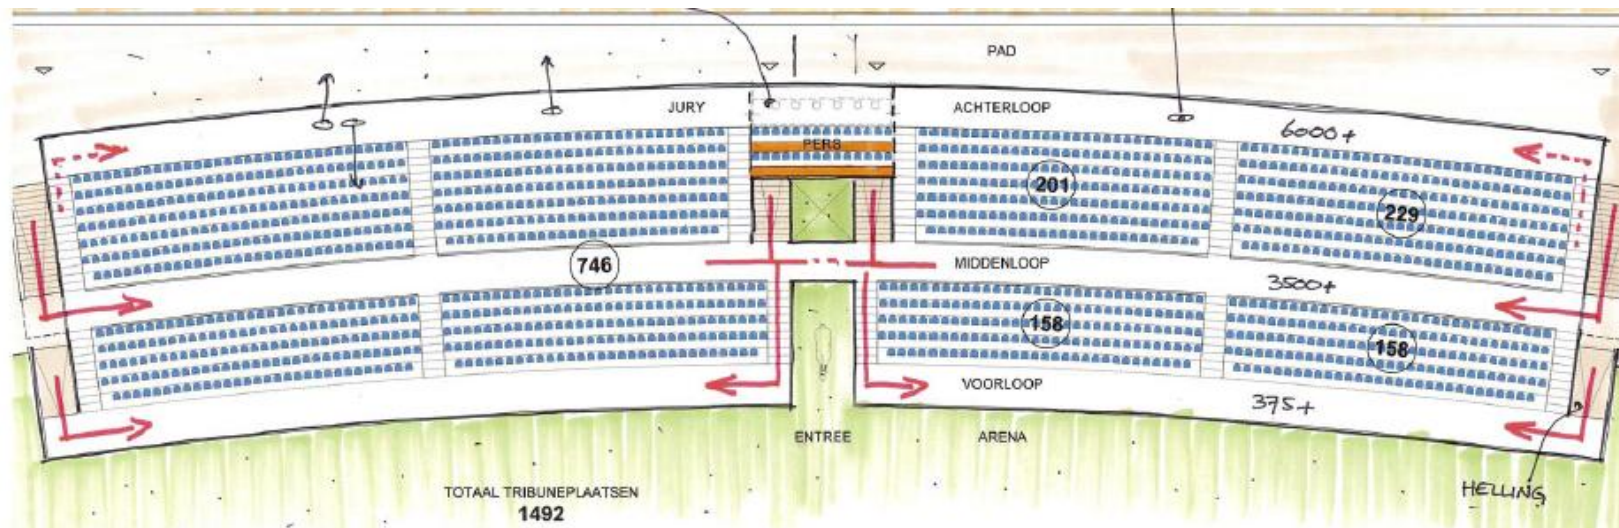 PAD
JURY
ACHTERLOOP
6000+
PERS
201
229
746
MIDDENLOOP
3500+
158
158
VOORLOOP
375+
ENTREE
ARENA
TOTAAL TRIBUNEPLAATSEN
1492
HELLING